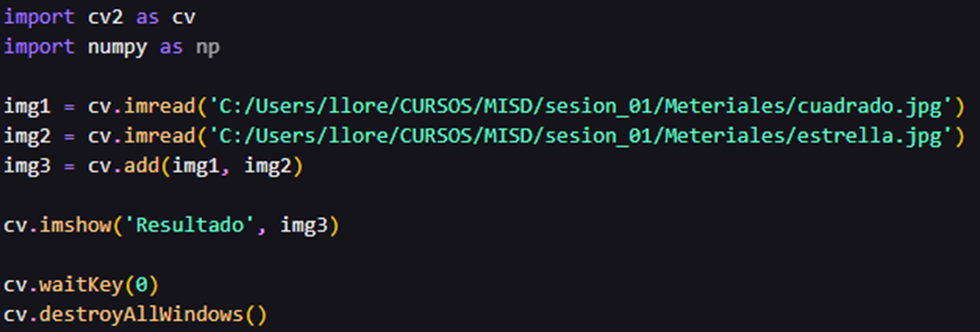 import cv2 as cv
import numpy as np
img1 = cv.imread('C:/Users/llore/CURSOS/MISD/sesion_01/Meteriales/cuadrado.jpg')
img2 = cv.imread('C:/Users/llore/CURSOS/MISD/sesion_01/Meteriales/estrella.jpg')
img3 = cv.add(img1, img2)
cv.imshow('Resultado', img3)
cv.waitKey(0)
cv.destroyAllWindows()